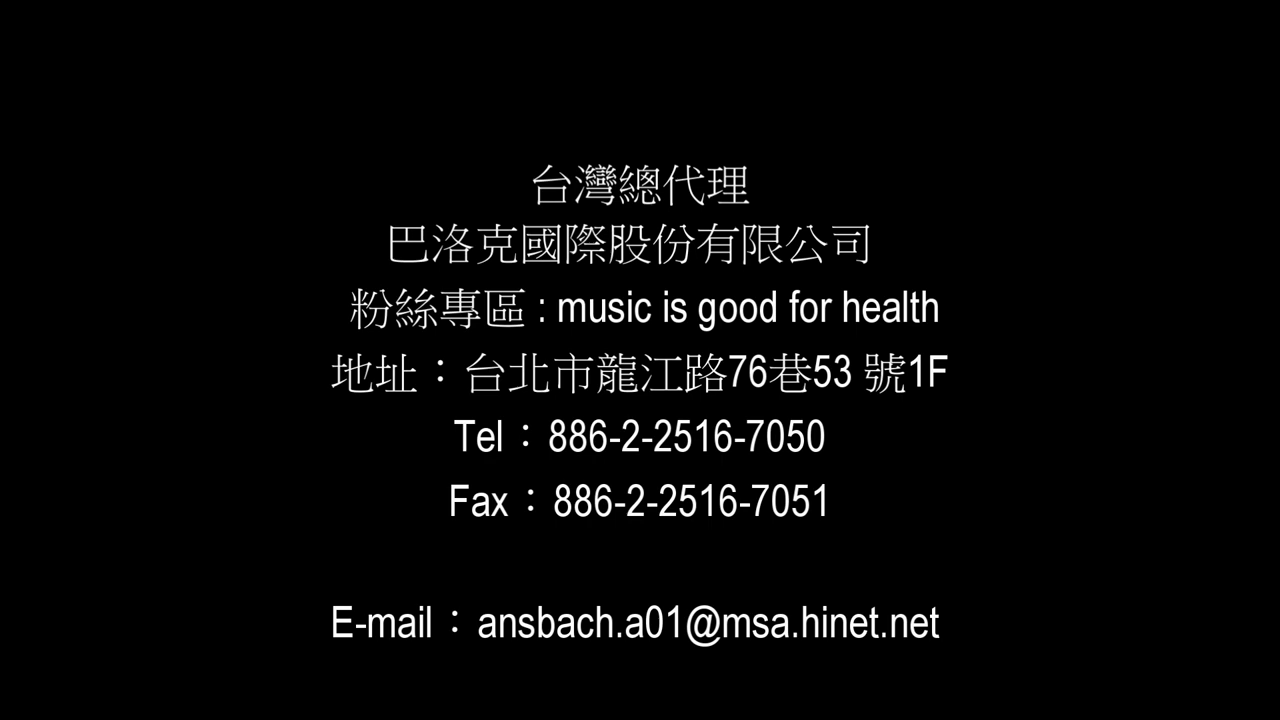 台灣總代理
巴洛克國際股份有限公司
粉絲專區 : music is good for health
地址：台北市龍江路76巷53 號1F
Tel：886-2-2516-7050
Fax：886-2-2516-7051
E-mail：ansbach.a01@msa.hinet.net